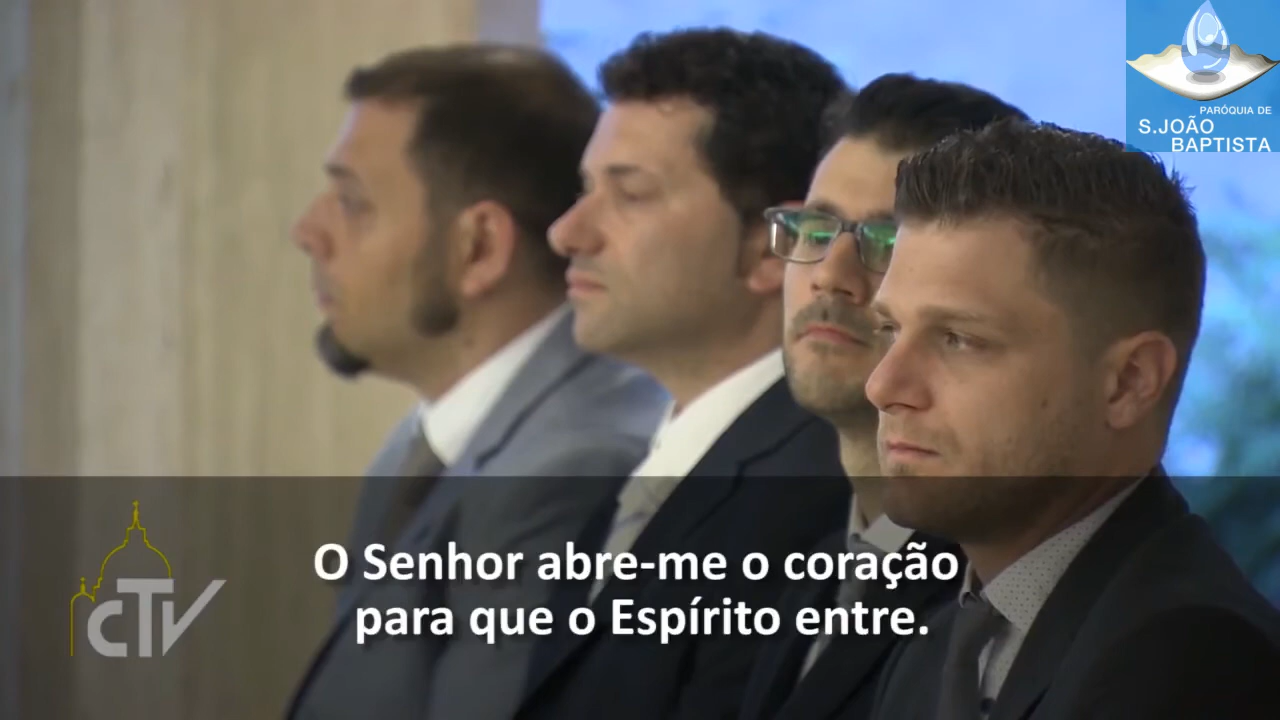 PARÓQUIA DE
S.JOÃO
BAPTISTA
CTV
O Senhor abre-me o coração
para que o Espírito entre.